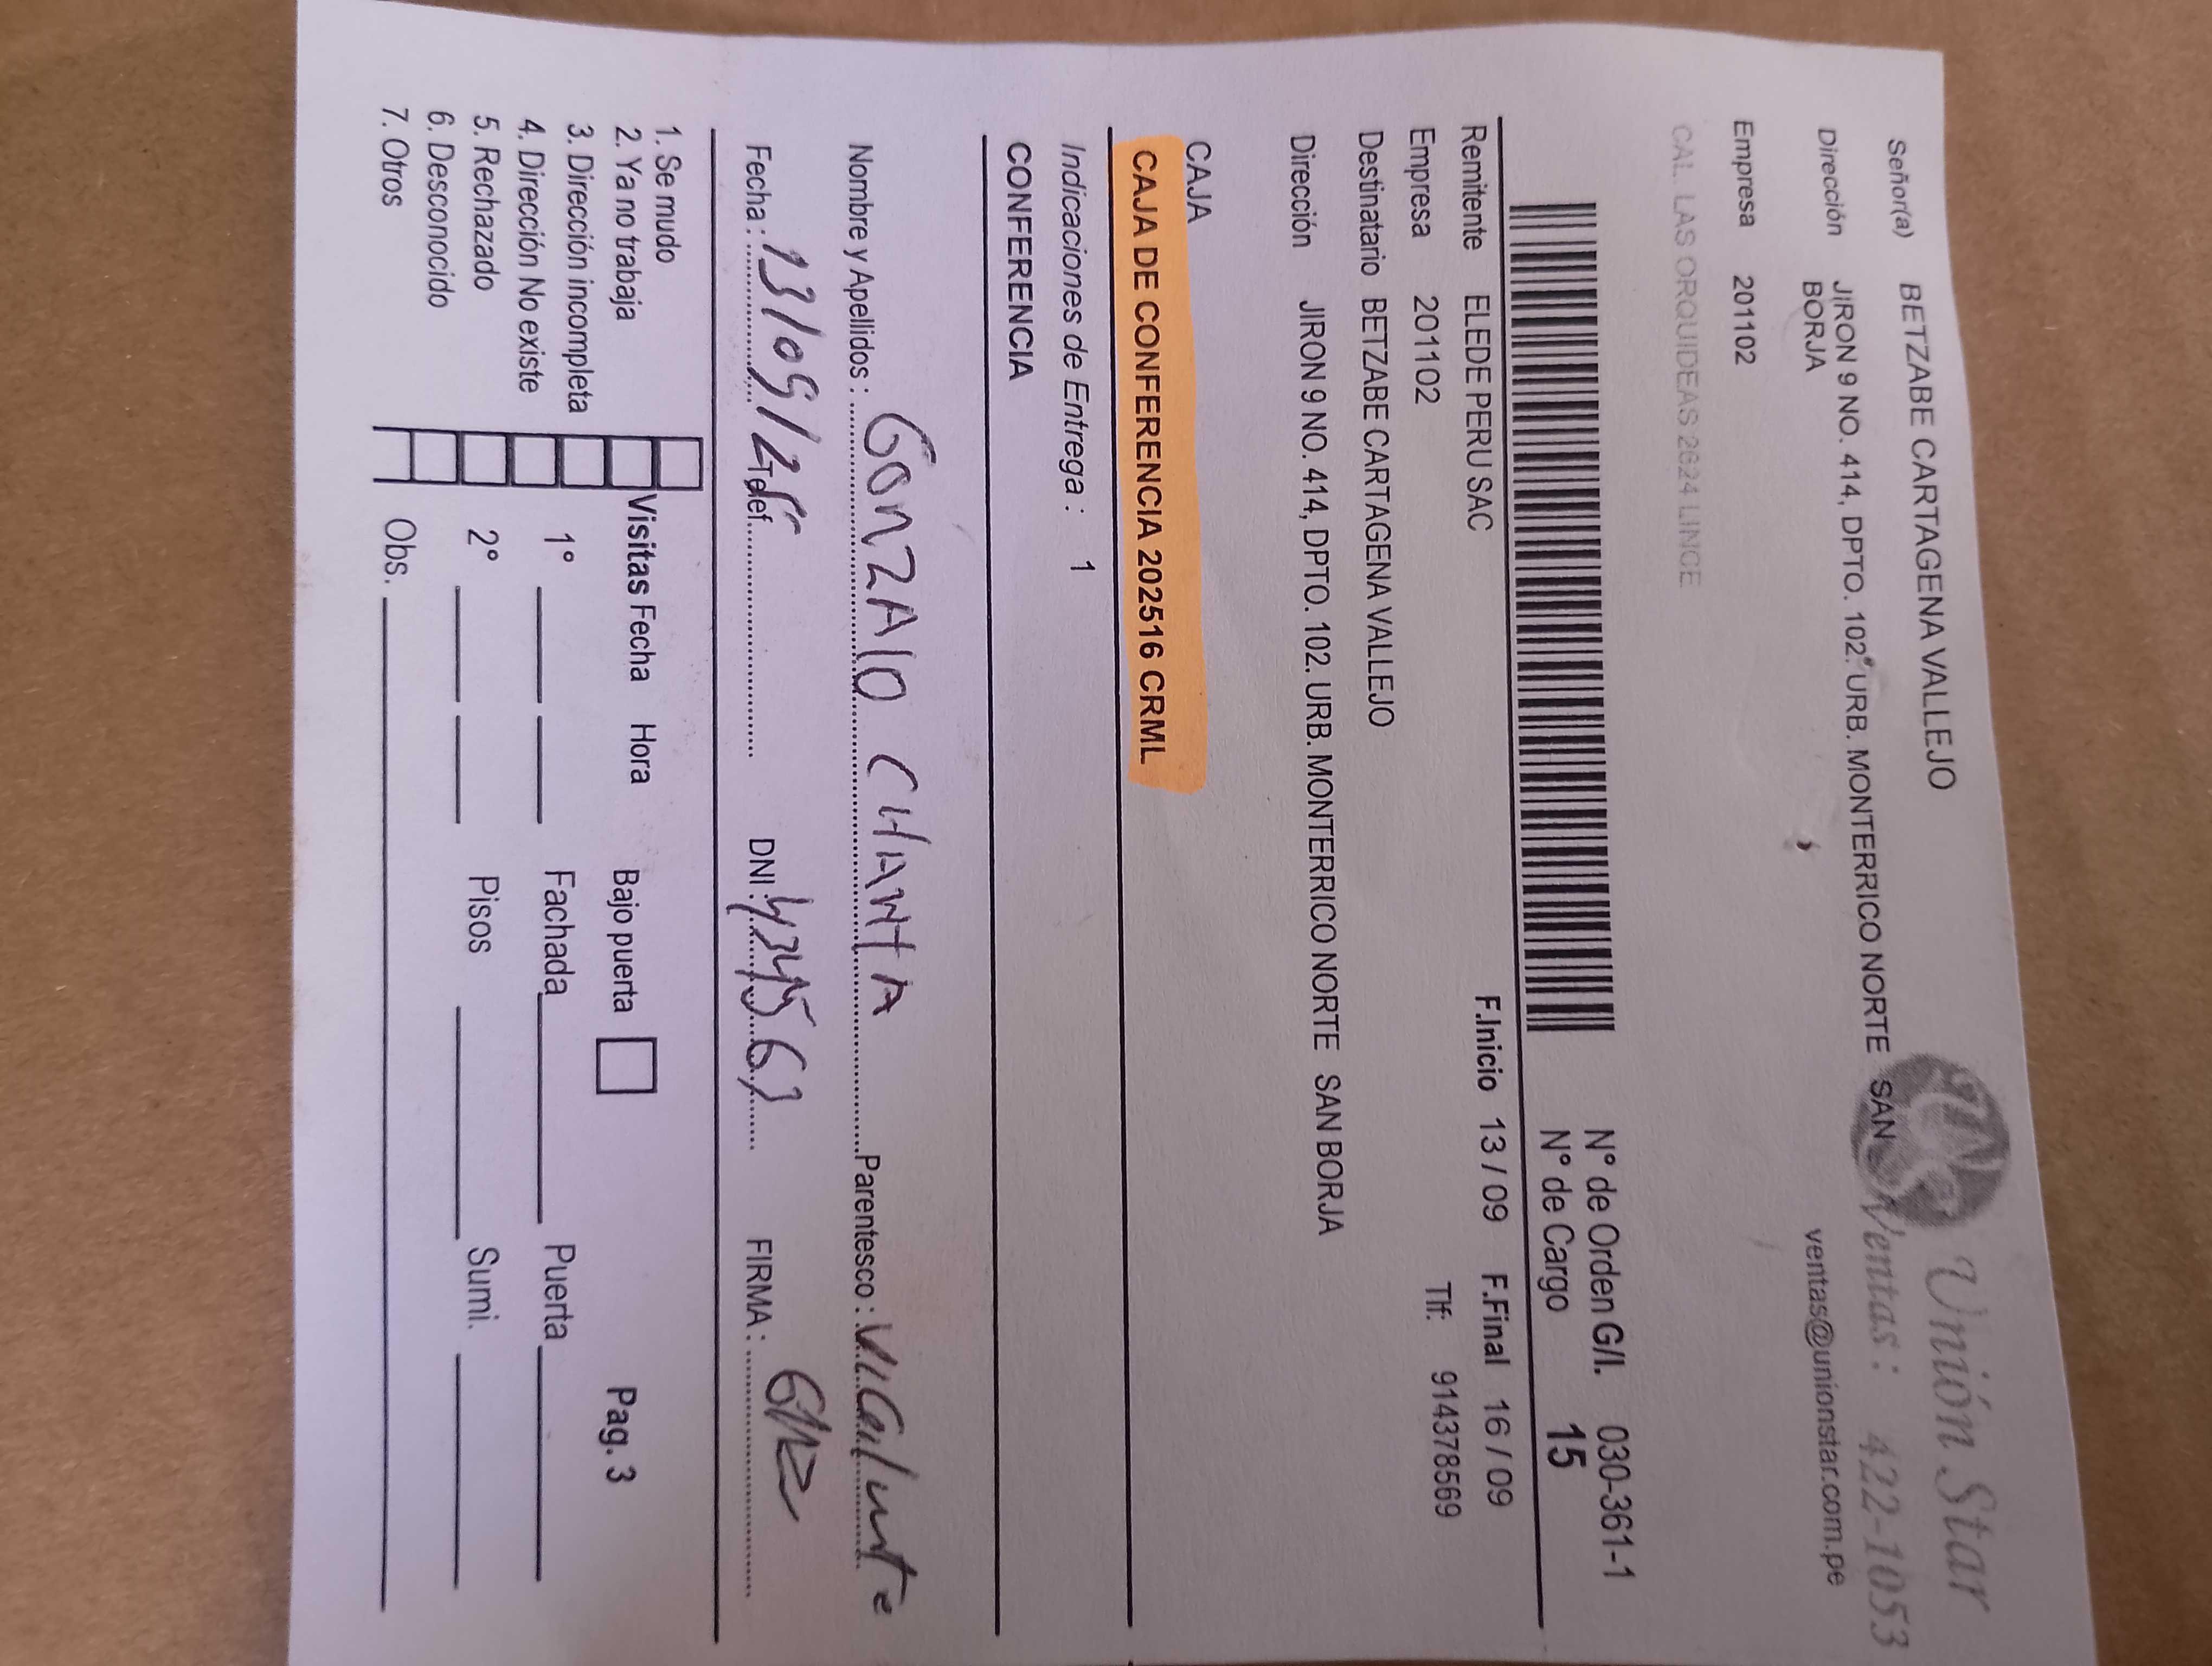 Señor(a) BETZABE CARTAGENA VALLEJO
Unión Star
Dirección JIRON 9 NO. 414, DPTO. 102. URB. MONTERRICO NORTE SAN
BORJA
Ventas: 422-1053
ventas@unionstar.com.pe
Empresa 201102
CAL. LAS ORQUIDEAS 2624 LINCE
N° de Orden G/I. 030-361-1
N° de Cargo 15
Remitente ELEDE PERU SAC F.Inicio 13 / 09 F.Final 16 / 09
Empresa 201102 Tlf: 914378569
Destinatario BETZABE CARTAGENA VALLEJO
Dirección JIRON 9 NO. 414, DPTO. 102. URB. MONTERRICO NORTE SAN BORJA
CAJA
CAJA DE CONFERENCIA 202516 CRML
Indicaciones de Entrega : 1
CONFERENCIA
Nombre y Apellidos : GONZAlO CHANTA Parentesco : ViGilante
Fecha : 13/09/25 Telef. DNI : FIRMA :
1. Se mudo
2. Ya no trabaja
3. Dirección incompleta
4. Dirección No existe
5. Rechazado
6. Desconocido
7. Otros
Visitas Fecha Hora Bajo puerta Pag. 3
1° Fachada Puerta
2° Pisos Sumi.
Obs.